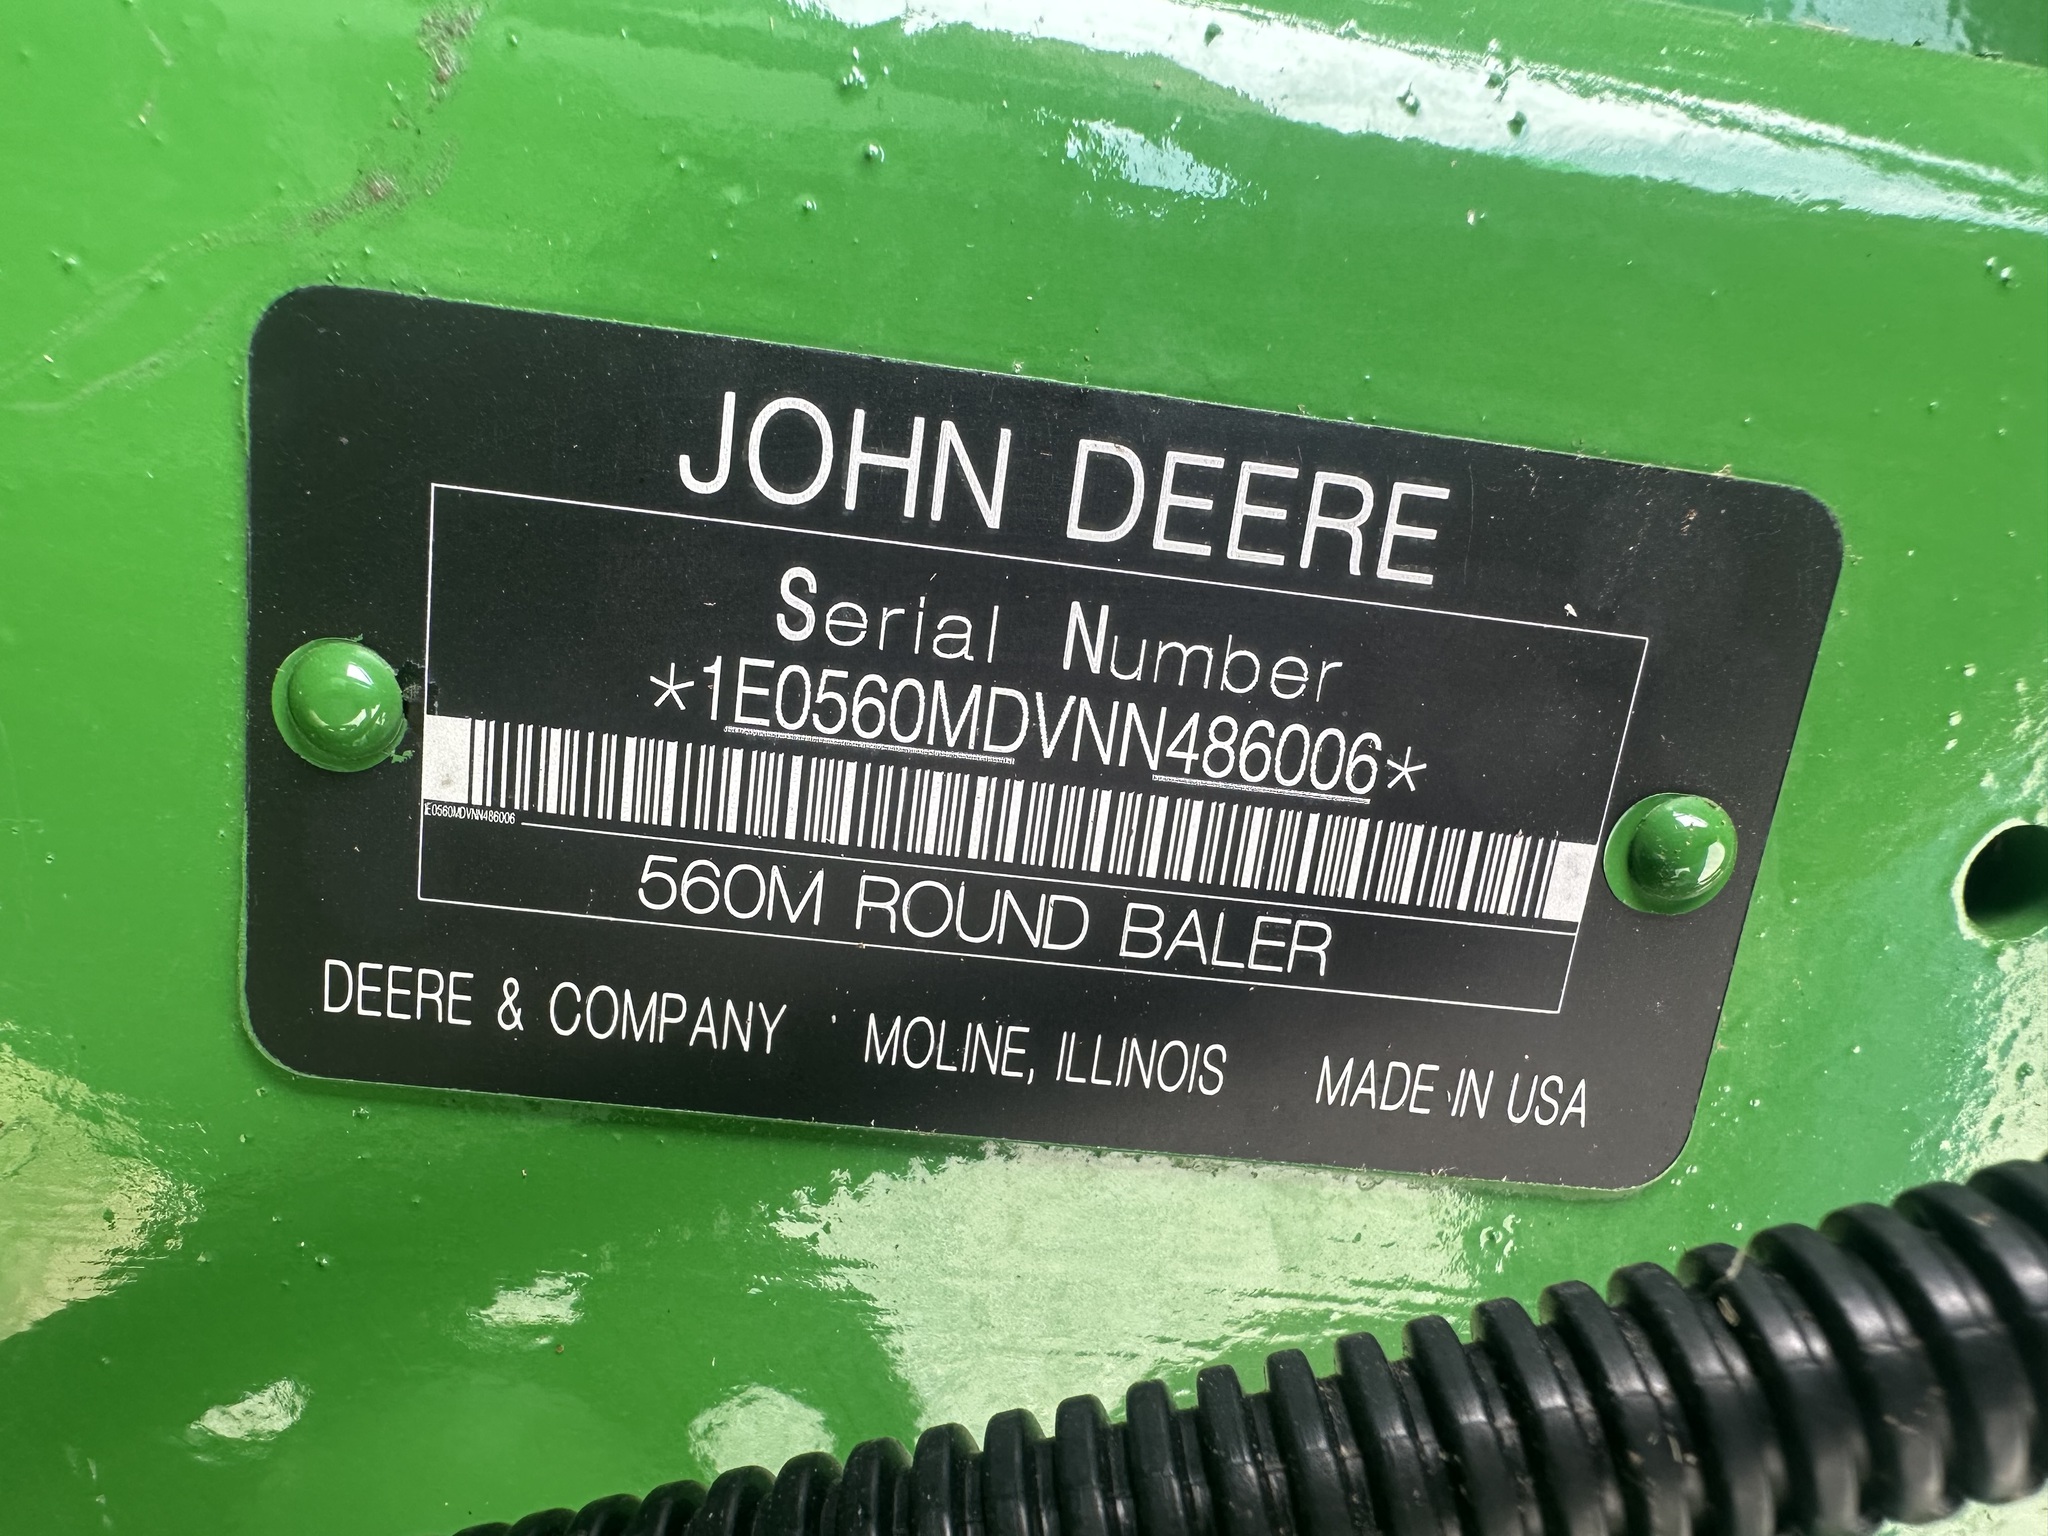 JOHN DEERE
Serial Number
*1E0560MDVNN486006*
1E0560MDVNN486006
560M ROUND BALER
DEERE & COMPANY MOLINE, ILLINOIS MADE IN USA